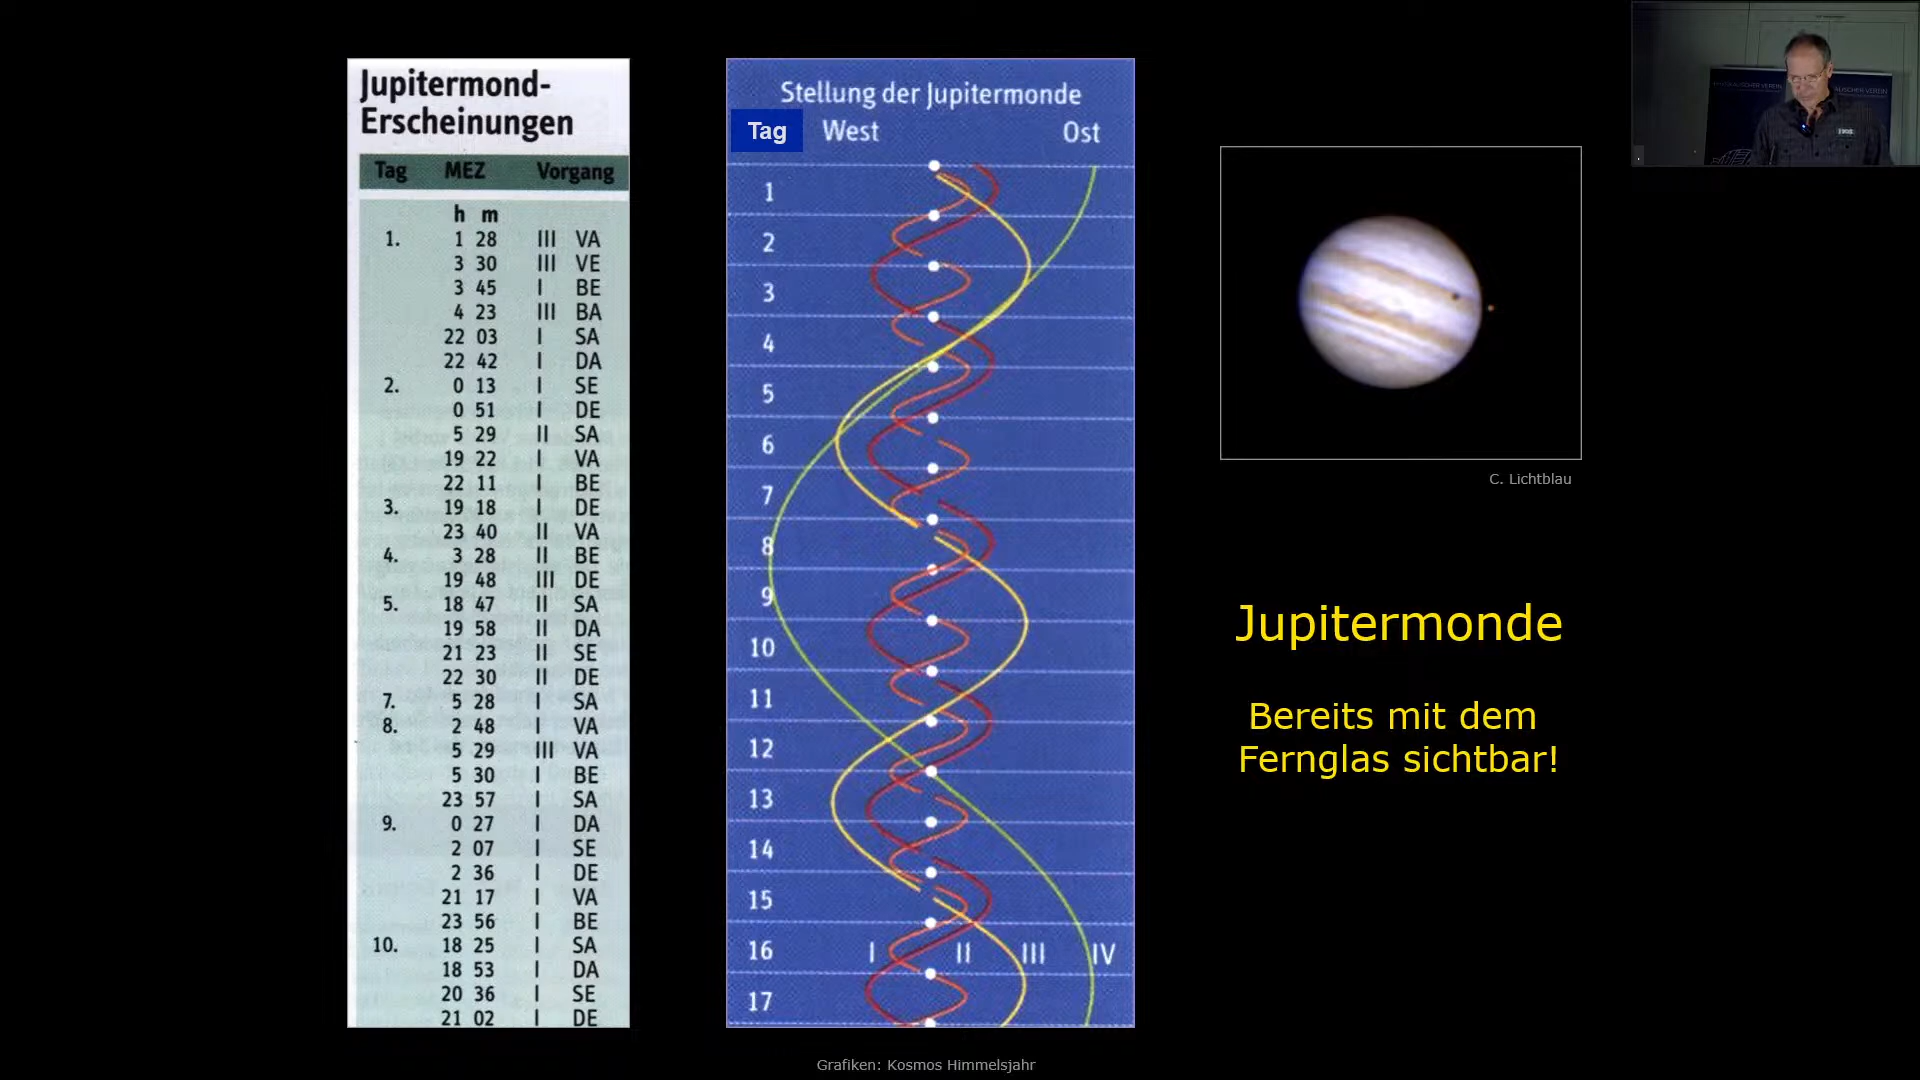 Jupitermond-
Erscheinungen
Tag MEZ Vorgang
h m
1. 1 28 III VA
3 30 III VE
3 45 I BE
4 23 III BA
22 03 I SA
22 42 I DA
2. 0 13 I SE
0 51 I DE
5 29 II SA
19 22 I VA
22 11 I BE
3. 19 18 I DE
23 40 II VA
4. 3 28 II BE
19 48 III DE
5. 18 47 II SA
19 58 II DA
21 23 II SE
22 30 II DE
7. 5 28 I SA
8. 2 48 I VA
5 29 III VA
5 30 I BE
23 57 I SA
9. 0 27 I DA
2 07 I SE
2 36 I DE
21 17 I VA
23 56 I BE
10. 18 25 I SA
18 53 I DA
20 36 I SE
21 02 I DE
Stellung der Jupitermonde
Tag West Ost
1
2
3
4
5
6
7
8
9
10
11
12
13
14
15
16 I II III IV
17
C. Lichtblau
Jupitermonde
Bereits mit dem
Fernglas sichtbar!
Grafiken: Kosmos Himmelsjahr